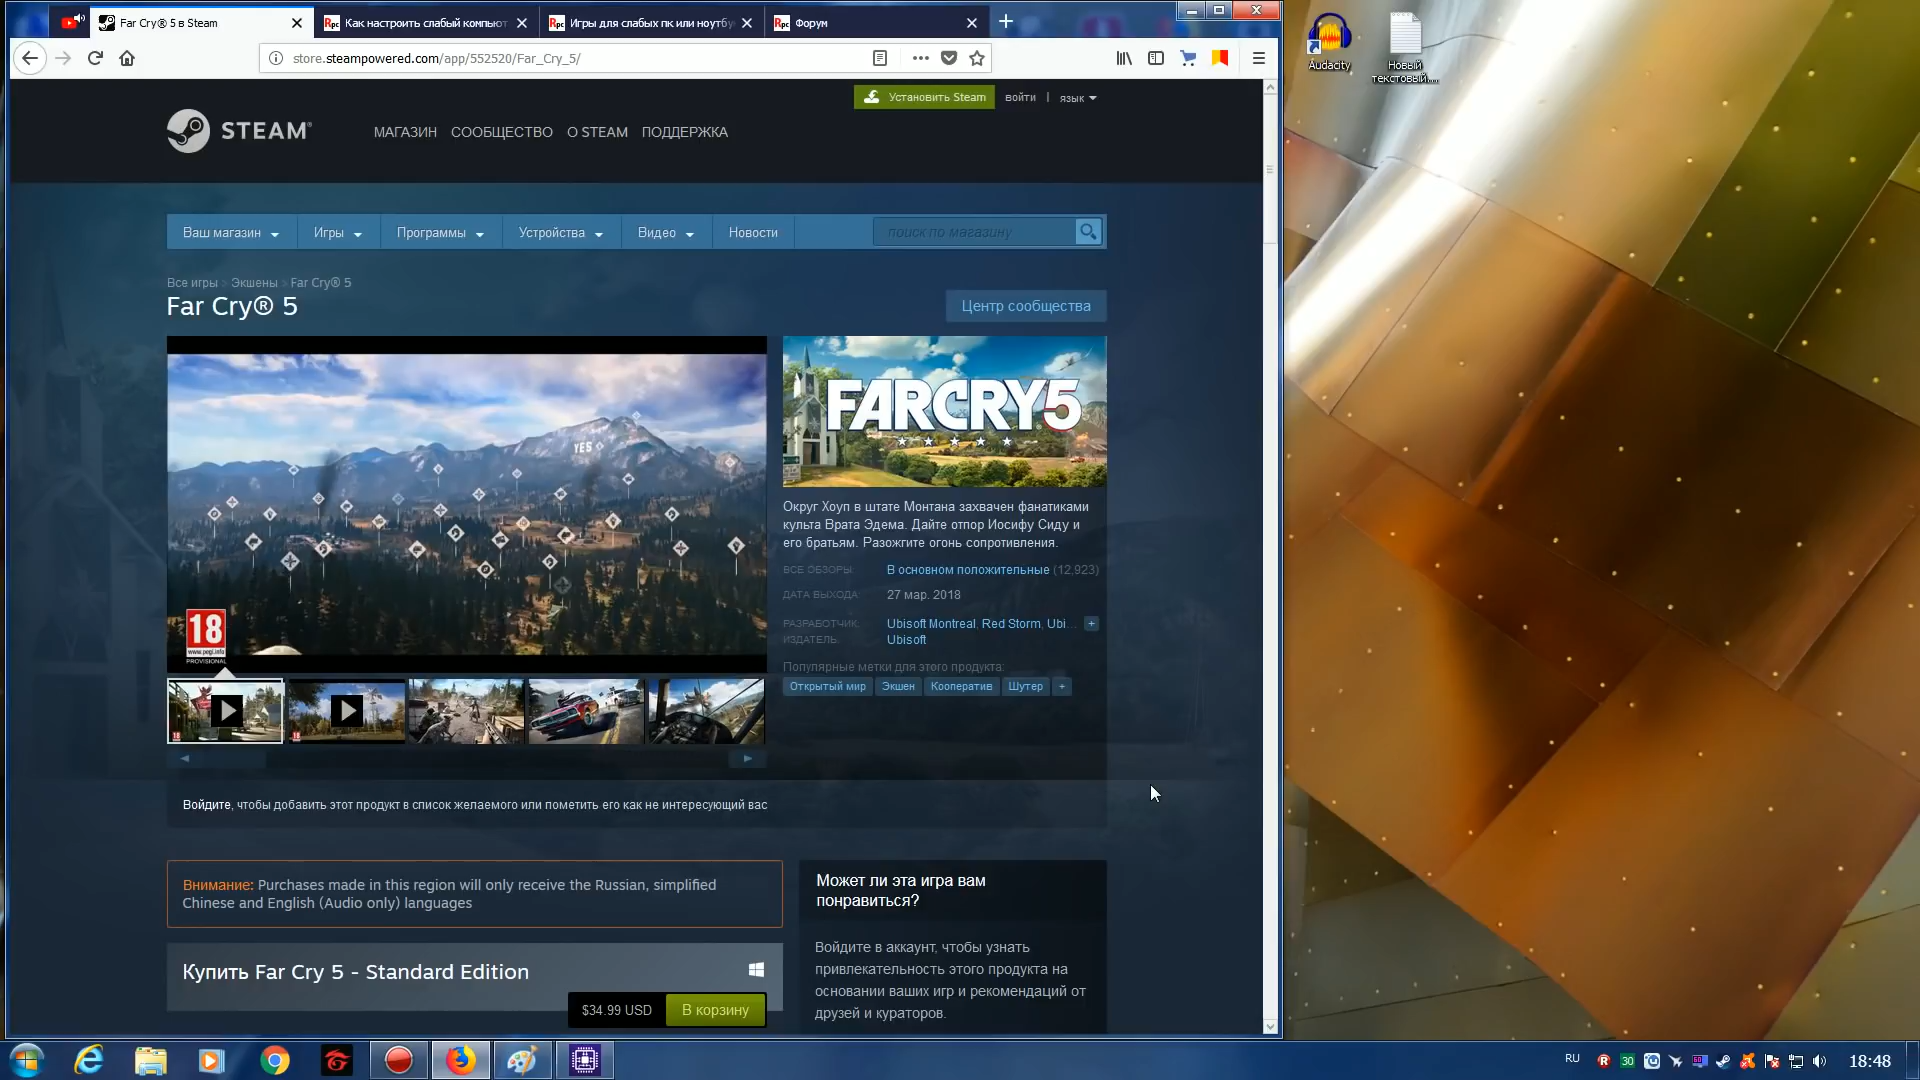 Far Cry® 5 в Steam
Как настроить слабый компьют
Игры для слабых пк или ноутбу
Форум
store.steampowered.com/app/552520/Far_Cry_5/
Установить Steam
войти | язык
STEAM
МАГАЗИН СООБЩЕСТВО О STEAM ПОДДЕРЖКА
Ваш магазин Игры Программы Устройства Видео Новости поиск по магазину
Все игры > Экшены > Far Cry® 5
Far Cry® 5
Центр сообщества
YES
18
www.pegi.info
PROVISIONAL
FARCRY5
Округ Хоуп в штате Монтана захвачен фанатиками
культа Врата Эдема. Дайте отпор Иосифу Сиду и
его братьям. Разожгите огонь сопротивления.
ВСЕ ОБЗОРЫ: В основном положительные (12,923)
ДАТА ВЫХОДА: 27 мар. 2018
РАЗРАБОТЧИК: Ubisoft Montreal, Red Storm, Ubi... +
ИЗДАТЕЛЬ: Ubisoft
Популярные метки для этого продукта:
Открытый мир Экшен Кооператив Шутер +
Войдите, чтобы добавить этот продукт в список желаемого или пометить его как не интересующий вас
Внимание: Purchases made in this region will only receive the Russian, simplified
Chinese and English (Audio only) languages
Купить Far Cry 5 - Standard Edition
$34.99 USD В корзину
Может ли эта игра вам
понравиться?
Войдите в аккаунт, чтобы узнать
привлекательность этого продукта на
основании ваших игр и рекомендаций от
друзей и кураторов.
Audacity
Новый
текстовый...
RU
30
60
18:48